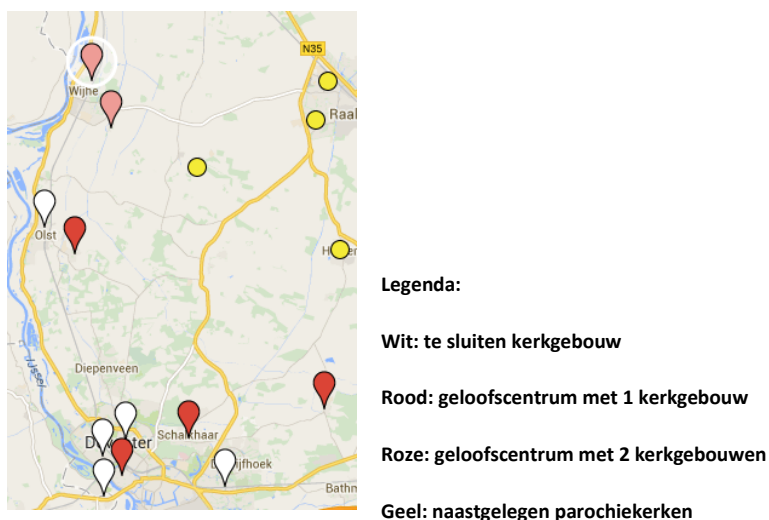 N35
Wijhe
Raal
Olst
H
Diepenveen
IJssel
D ter
Schalkhaar
jfhoek
Bathm
Legenda:
Wit: te sluiten kerkgebouw
Rood: geloofscentrum met 1 kerkgebouw
Roze: geloofscentrum met 2 kerkgebouwen
Geel: naastgelegen parochiekerken